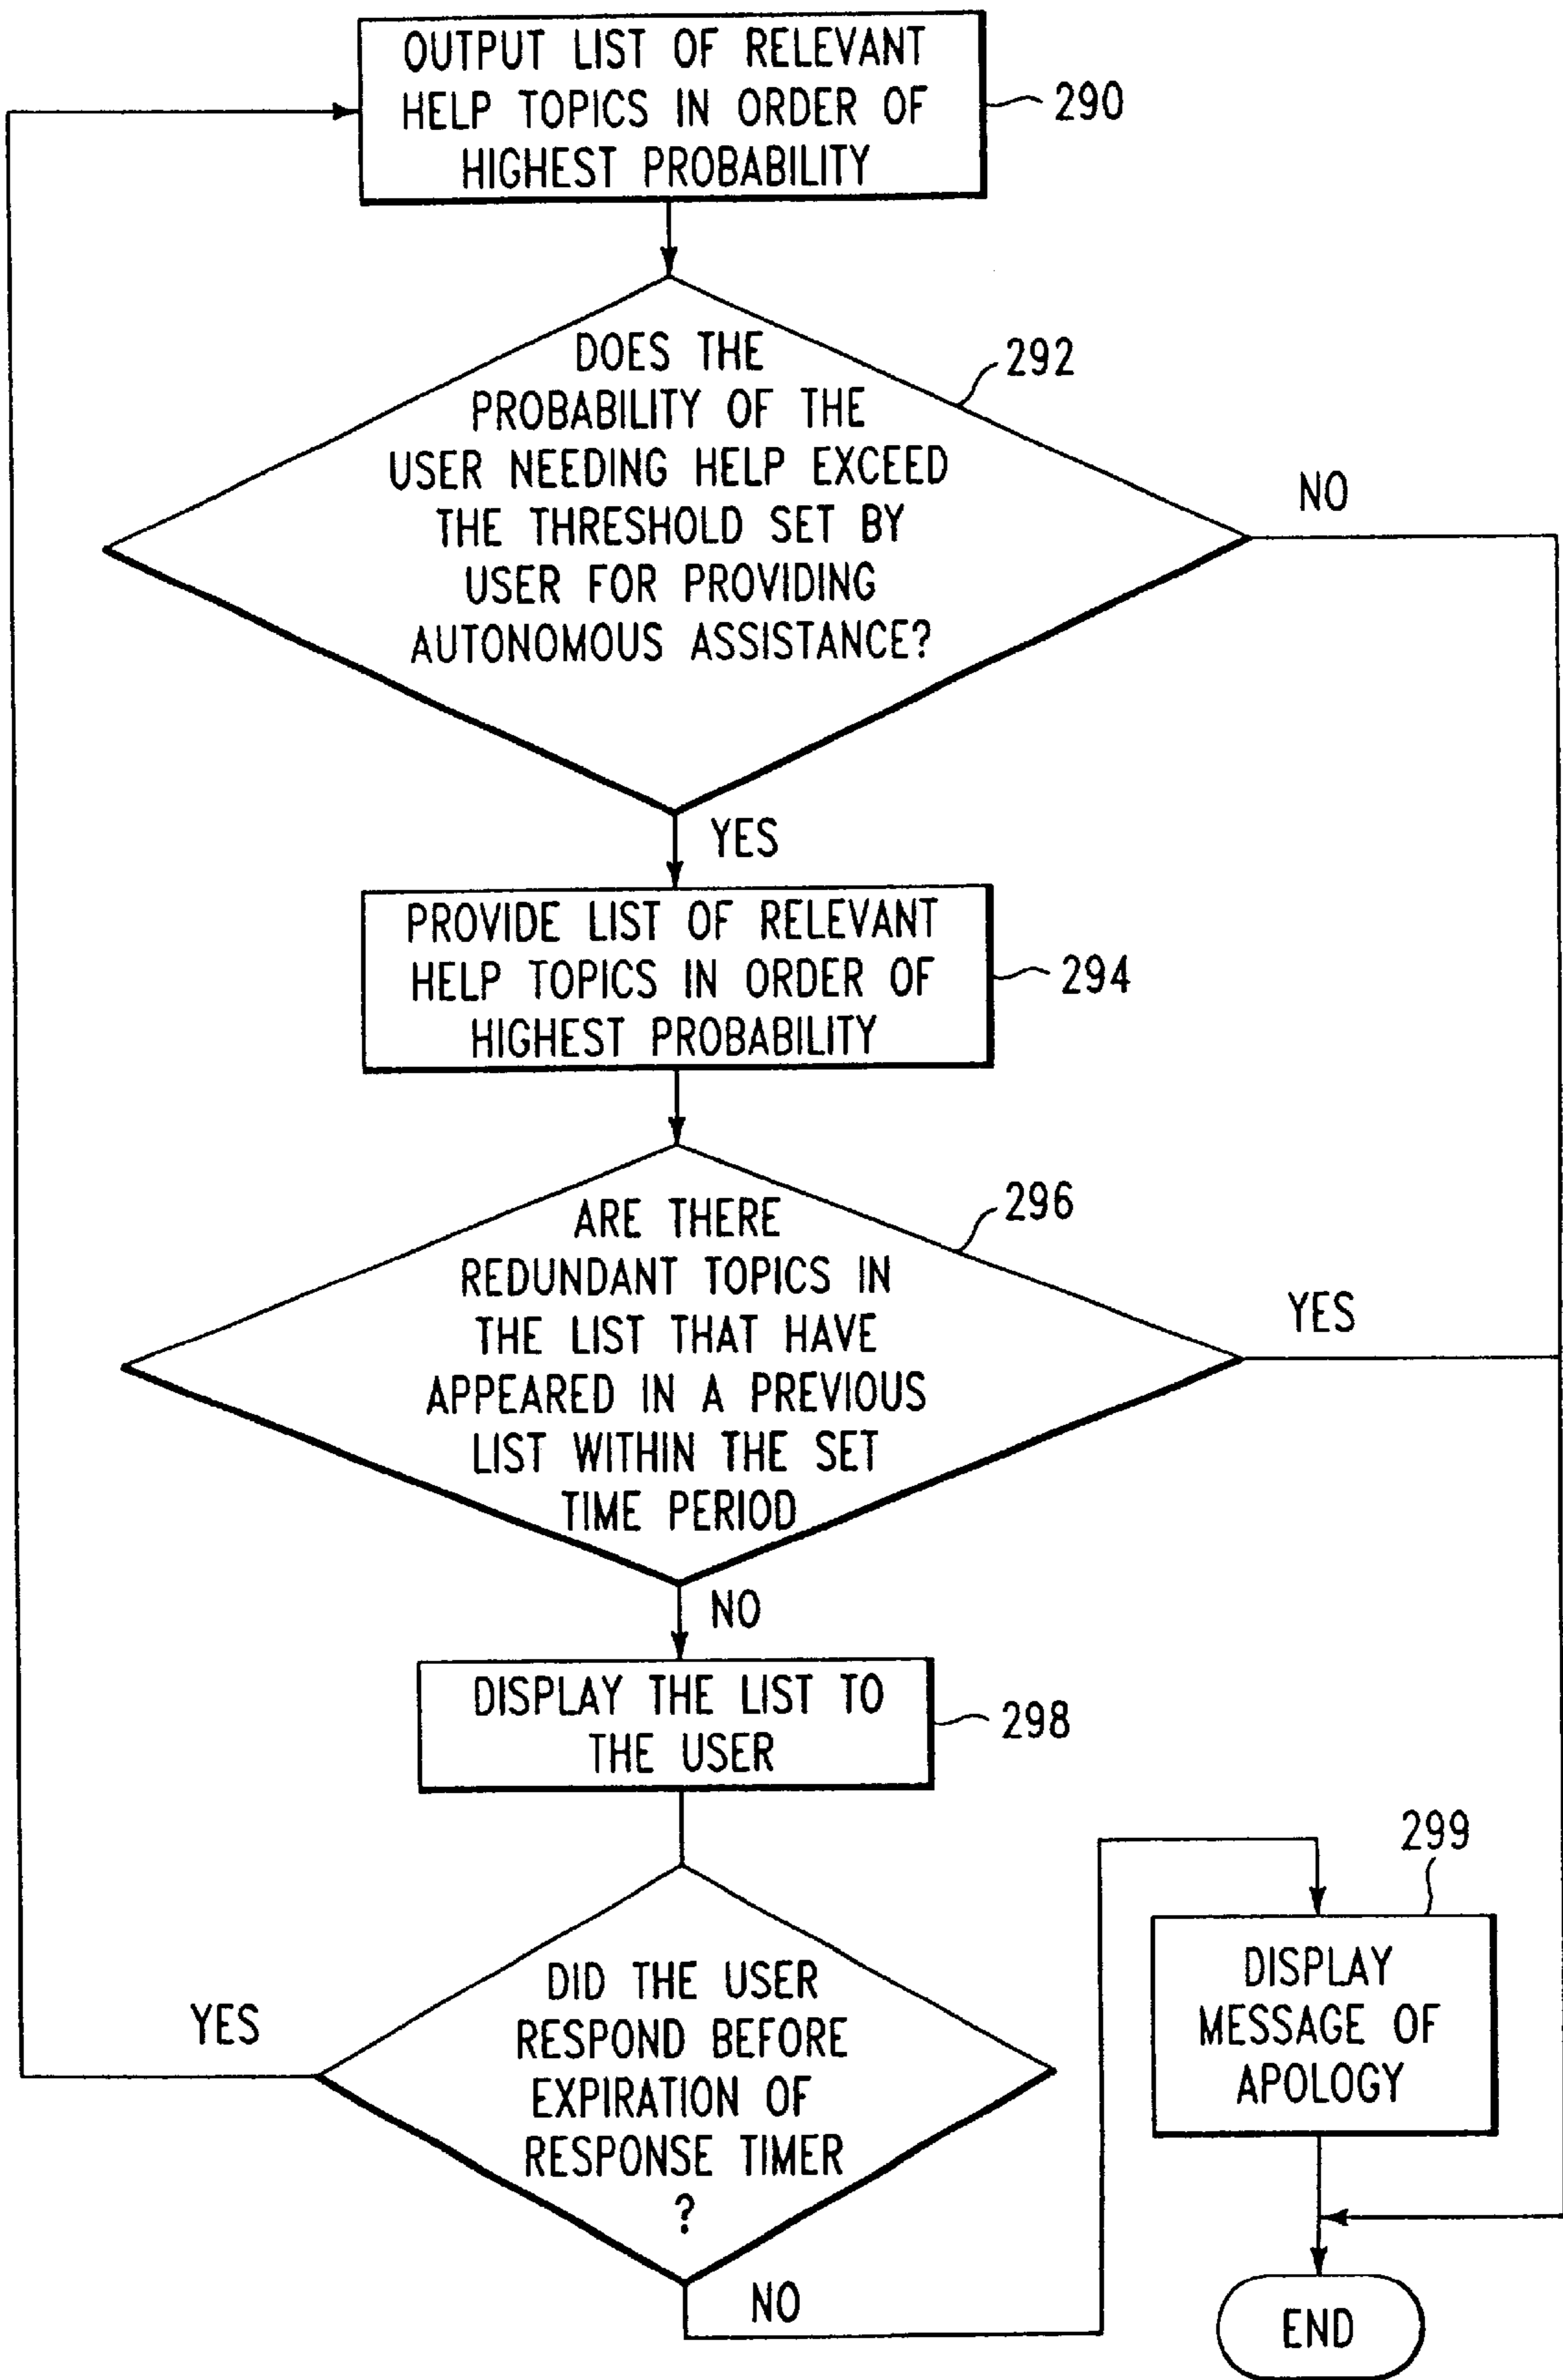 OUTPUT LIST OF RELEVANT
HELP TOPICS IN ORDER OF
HIGHEST PROBABILITY
290
DOES THE
PROBABILITY OF THE
USER NEEDING HELP EXCEED
THE THRESHOLD SET BY
USER FOR PROVIDING
AUTONOMOUS ASSISTANCE?
292
NO
YES
PROVIDE LIST OF RELEVANT
HELP TOPICS IN ORDER OF
HIGHEST PROBABILITY
294
ARE THERE
REDUNDANT TOPICS IN
THE LIST THAT HAVE
APPEARED IN A PREVIOUS
LIST WITHIN THE SET
TIME PERIOD
296
YES
NO
DISPLAY THE LIST TO
THE USER
298
DID THE USER
RESPOND BEFORE
EXPIRATION OF
RESPONSE TIMER
?
YES
NO
299
DISPLAY
MESSAGE OF
APOLOGY
END